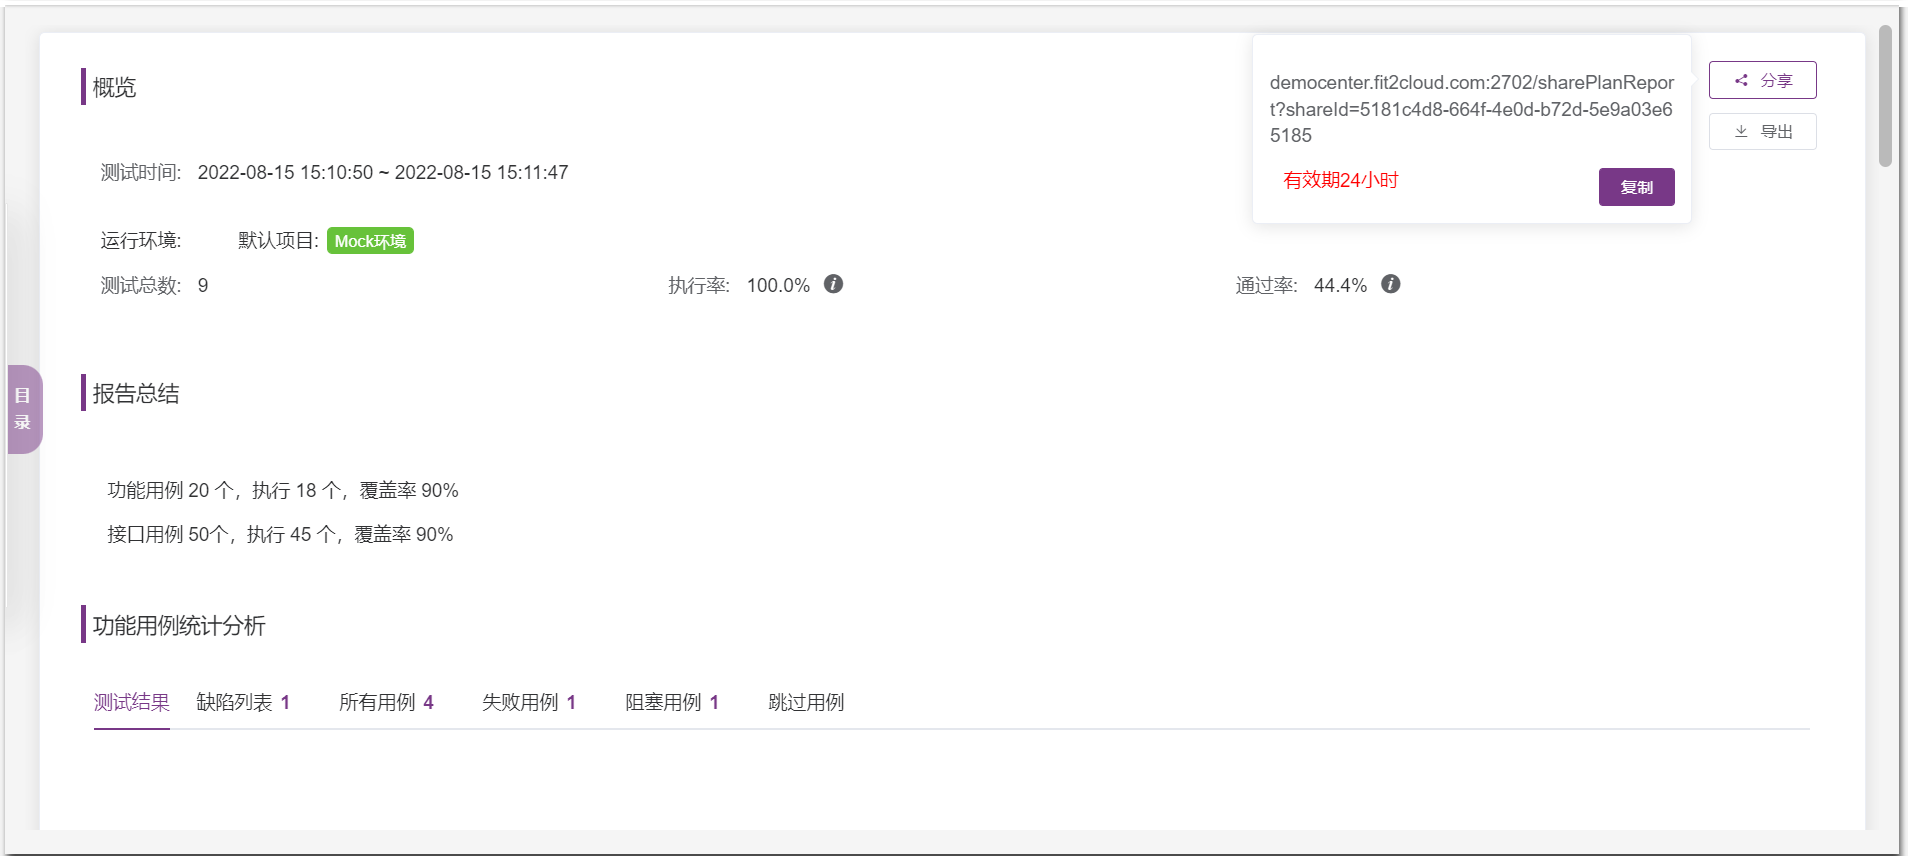 概览
democenter.fit2cloud.com:2702/sharePlanRepor
t?shareId=5181c4d8-664f-4e0d-b72d-5e9a03e6
5185
有效期24小时
复制
分享
导出
测试时间: 2022-08-15 15:10:50 ~ 2022-08-15 15:11:47
运行环境: 默认项目: Mock环境
测试总数: 9 执行率: 100.0% 通过率: 44.4%
目
录
报告总结
功能用例 20 个，执行 18 个，覆盖率 90%
接口用例 50个，执行 45 个，覆盖率 90%
功能用例统计分析
测试结果 缺陷列表 1 所有用例 4 失败用例 1 阻塞用例 1 跳过用例